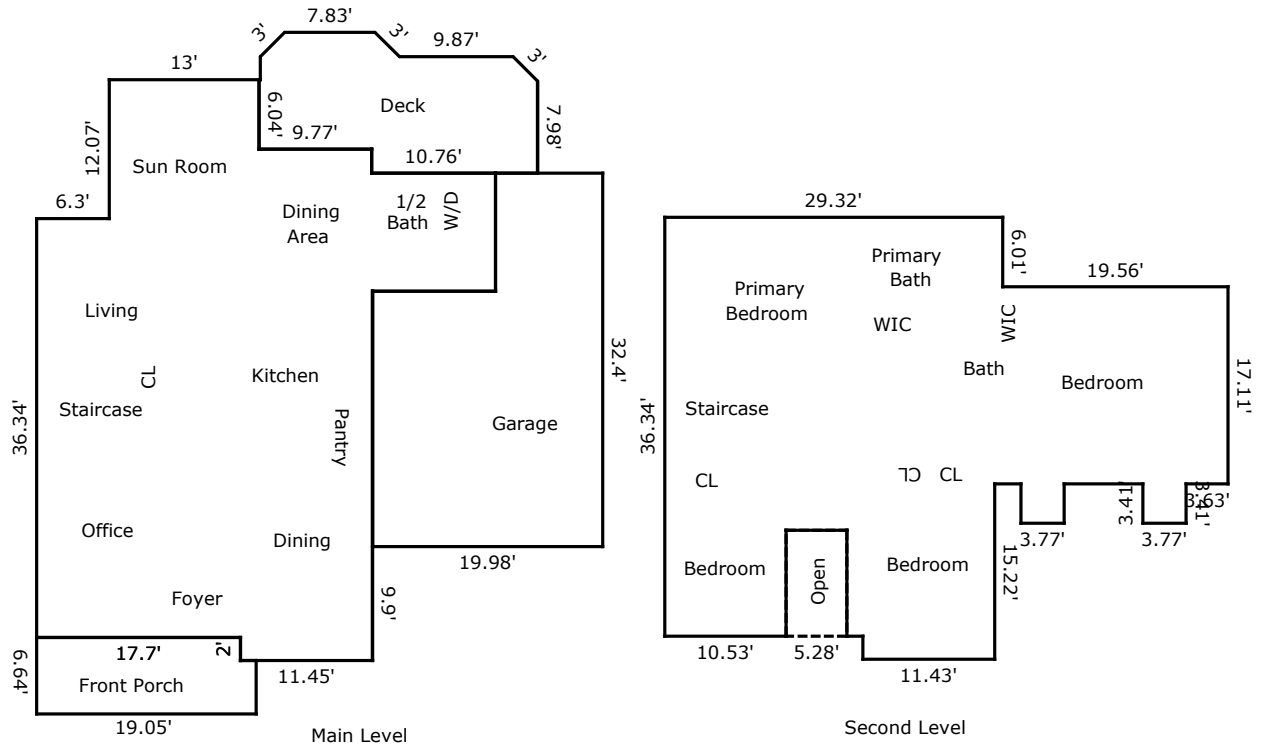 7.83'
3'
3'
9.87'
3'
13'
6.04'
Deck
7.98'
9.77'
12.07'
Sun Room
10.76'
6.3'
Dining
Area
1/2
Bath
W/D
Living
CL
Kitchen
32.4'
Staircase
Pantry
36.34'
Garage
Office
Dining
19.98'
Foyer
9.9'
17.7'
2'
6.64'
Front Porch
11.45'
19.05'
Main Level
29.32'
6.01'
Primary
Bath
19.56'
Primary
Bedroom
WIC
WIC
Bath
Bedroom
17.11'
Staircase
36.34'
CL
CL
CL
3.41'
3.41'
3.63'
3.77'
3.77'
15.22'
Bedroom
Open
Bedroom
10.53'
5.28'
11.43'
Second Level